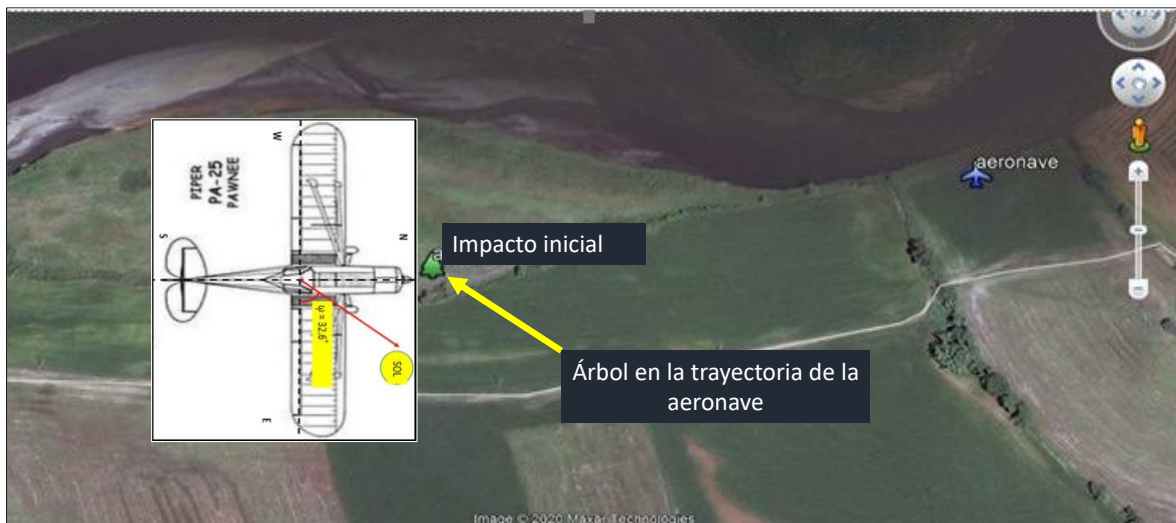 W
PIPER
PA-25
PAWNEE
S
N
E
ψ = 32,6°
SOL
Impacto inicial
Árbol en la trayectoria de la
aeronave
aeronave
Image © 2020 Maxar Technologies